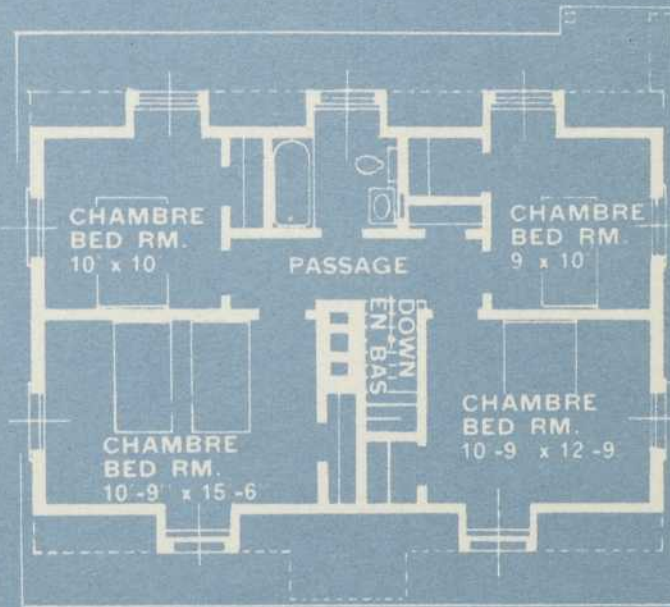 CHAMBRE
BED RM.
10' x 10'
PASSAGE
CHAMBRE
BED RM.
9 x 10'
DOWN
EN BAS
CHAMBRE
BED RM.
10'-9'' x 15'-6
CHAMBRE
BED RM.
10'-9 x 12'-9